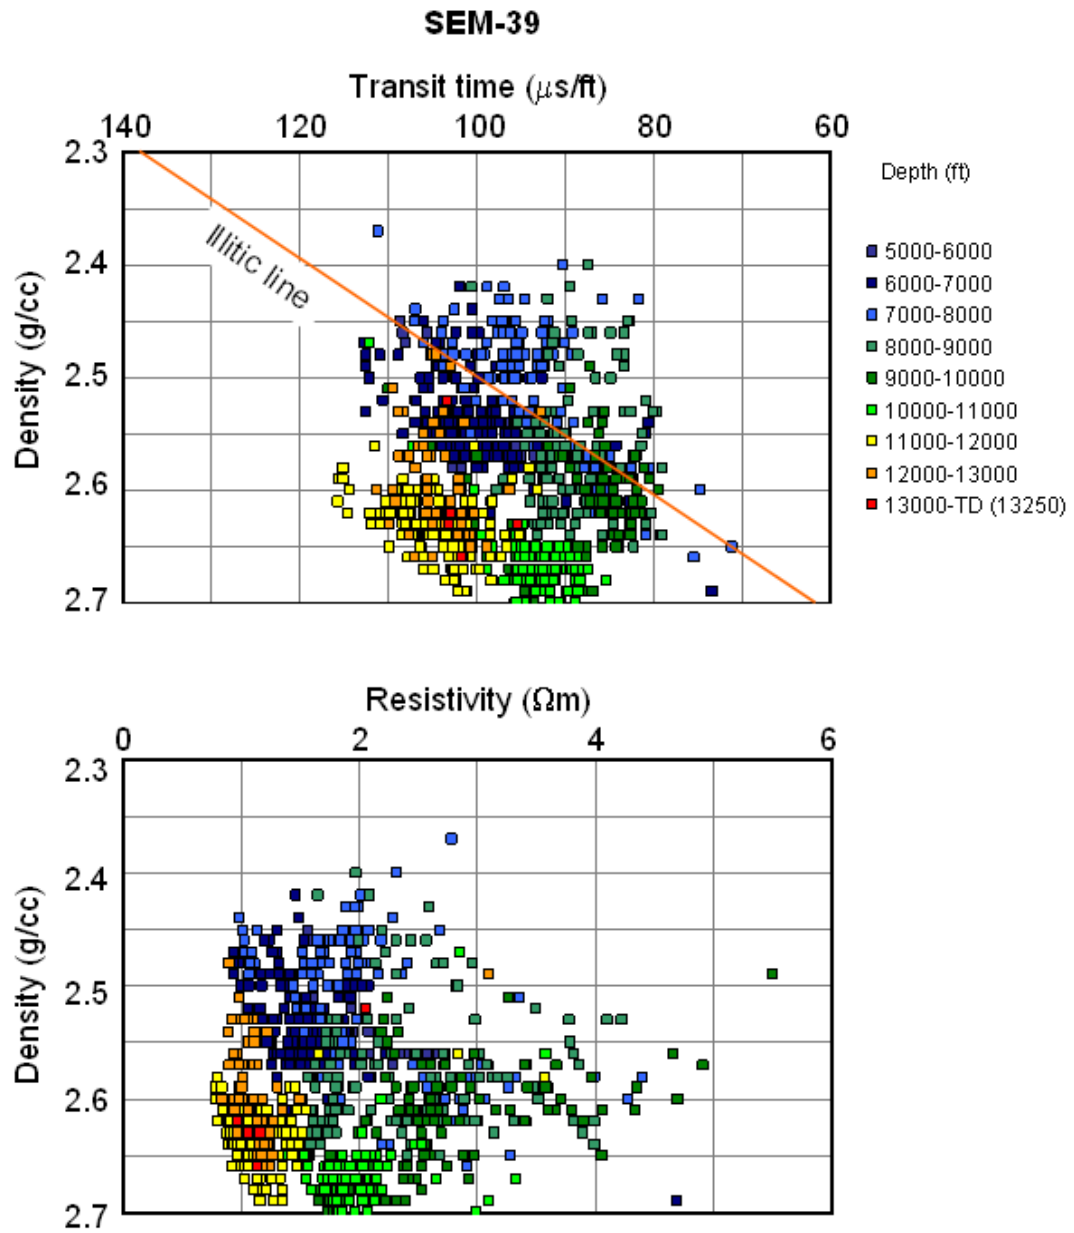 SEM-39
Transit time (μs/ft)
140 120 100 80 60
2.3
2.4
2.5
2.6
2.7
Density (g/cc)
Illitic line
Depth (ft)
5000-6000
6000-7000
7000-8000
8000-9000
9000-10000
10000-11000
11000-12000
12000-13000
13000-TD (13250)
Resistivity (Ωm)
0 2 4 6
2.3
2.4
2.5
2.6
2.7
Density (g/cc)